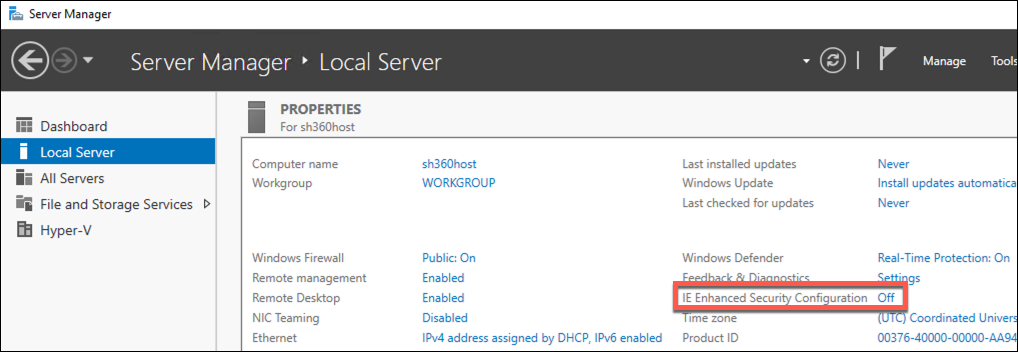 Server Manager
Server Manager ‣ Local Server
Manage
Tools
Dashboard
Local Server
All Servers
File and Storage Services
Hyper-V
PROPERTIES
For sh360host
Computer name sh360host
Workgroup WORKGROUP
Last installed updates Never
Windows Update Install updates automatica
Last checked for updates Never
Windows Firewall Public: On
Remote management Enabled
Remote Desktop Enabled
NIC Teaming Disabled
Ethernet IPv4 address assigned by DHCP, IPv6 enabled
Windows Defender Real-Time Protection: On
Feedback & Diagnostics Settings
IE Enhanced Security Configuration Off
Time zone (UTC) Coordinated Univers
Product ID 00376-40000-00000-AA94